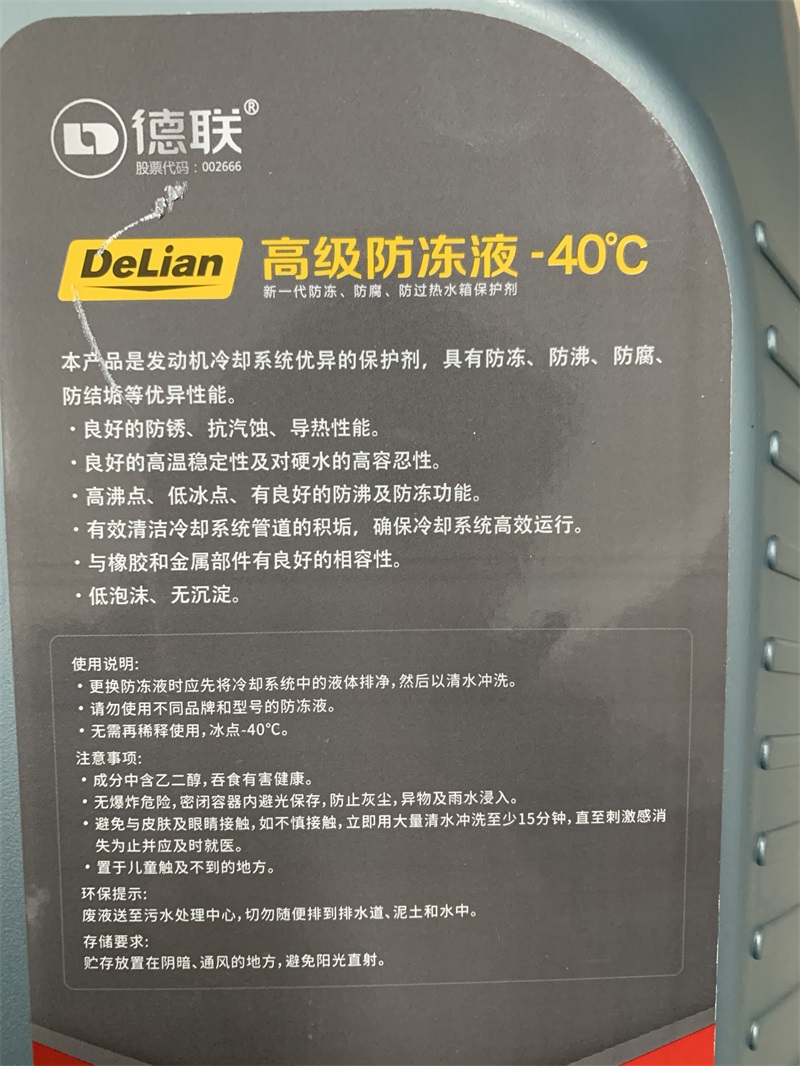 德联®
股票代码：002666
DeLian 高级防冻液 -40℃
新一代防冻、防腐、防过热水箱保护剂
本产品是发动机冷却系统优异的保护剂，具有防冻、防沸、防腐、
防结垢等优异性能。
·良好的防锈、抗汽蚀、导热性能。
·良好的高温稳定性及对硬水的高容忍性。
·高沸点、低冰点、有良好的防沸及防冻功能。
·有效清洁冷却系统管道的积垢，确保冷却系统高效运行。
·与橡胶和金属部件有良好的相容性。
·低泡沫、无沉淀。
使用说明:
•更换防冻液时应先将冷却系统中的液体排净,然后以清水冲洗。
•请勿使用不同品牌和型号的防冻液。
•无需再稀释使用,冰点-40℃。
注意事项:
•成分中含乙二醇,吞食有害健康。
•无爆炸危险,密闭容器内避光保存,防止灰尘,异物及雨水浸入。
•避免与皮肤及眼睛接触,如不慎接触,立即用大量清水冲洗至少15分钟,直至刺激感消
失为止并应及时就医。
•置于儿童触及不到的地方。
环保提示:
废液送至污水处理中心,切勿随便排到排水道、泥土和水中。
存储要求:
贮存放置在阴暗、通风的地方,避免阳光直射。